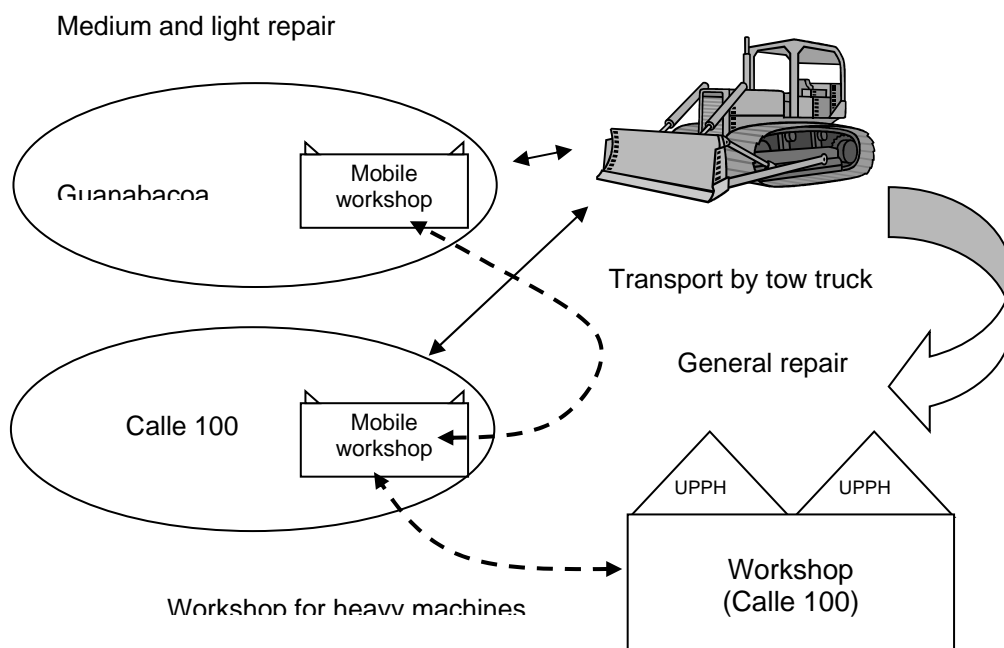 Medium and light repair
Guanabacoa
Mobile
workshop
Transport by tow truck
General repair
Calle 100
Mobile
workshop
UPPH
UPPH
Workshop
(Calle 100)
Workshop for heavy machines